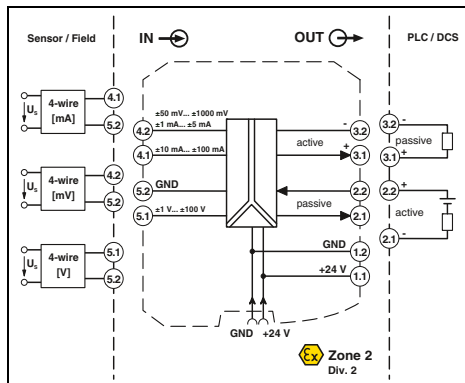 Sensor / Field
IN
OUT
PLC / DCS
Us
4-wire
[mA]
4.1
5.2
Us
4-wire
[mV]
4.2
5.2
Us
4-wire
[V]
5.1
5.2
±50 mV... ±1000 mV
4.2
±1 mA... ±5 mA
4.1
±10 mA... ±100 mA
5.2
GND
5.1
±1 V... ±100 V
-
3.2
active
+
3.1
2.2
passive
2.1
GND
1.2
+24 V
1.1
GND +24 V
3.2
-
passive
3.1
+
2.2
+
active
2.1
-
Ex Zone 2
Div. 2